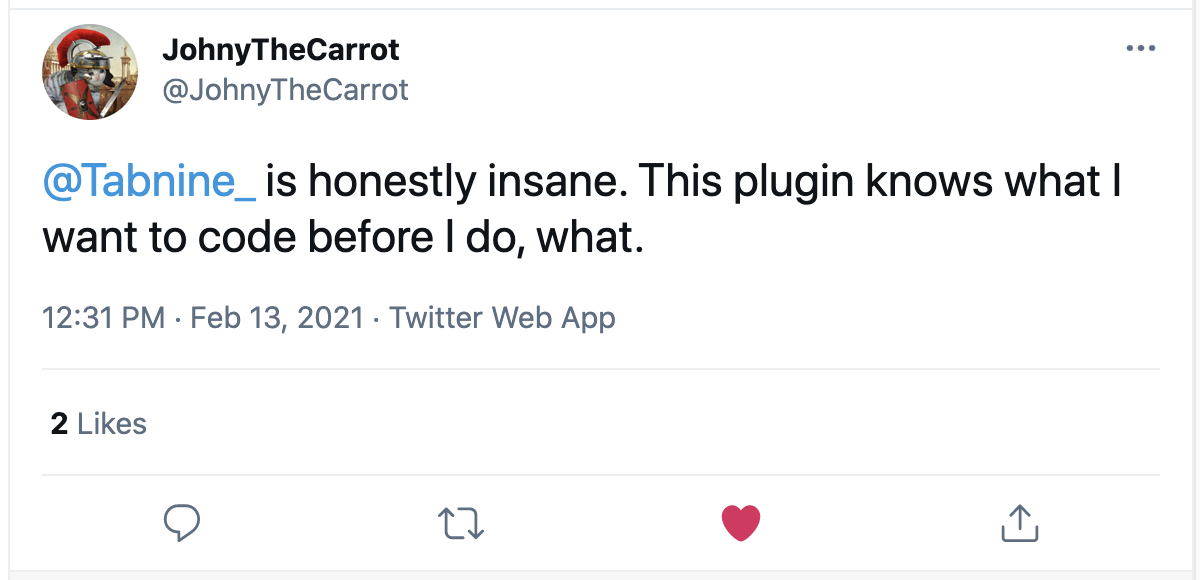 JohnyTheCarrot
@JohnyTheCarrot
@Tabnine_ is honestly insane. This plugin knows what I
want to code before I do, what.
12:31 PM · Feb 13, 2021 · Twitter Web App
2 Likes